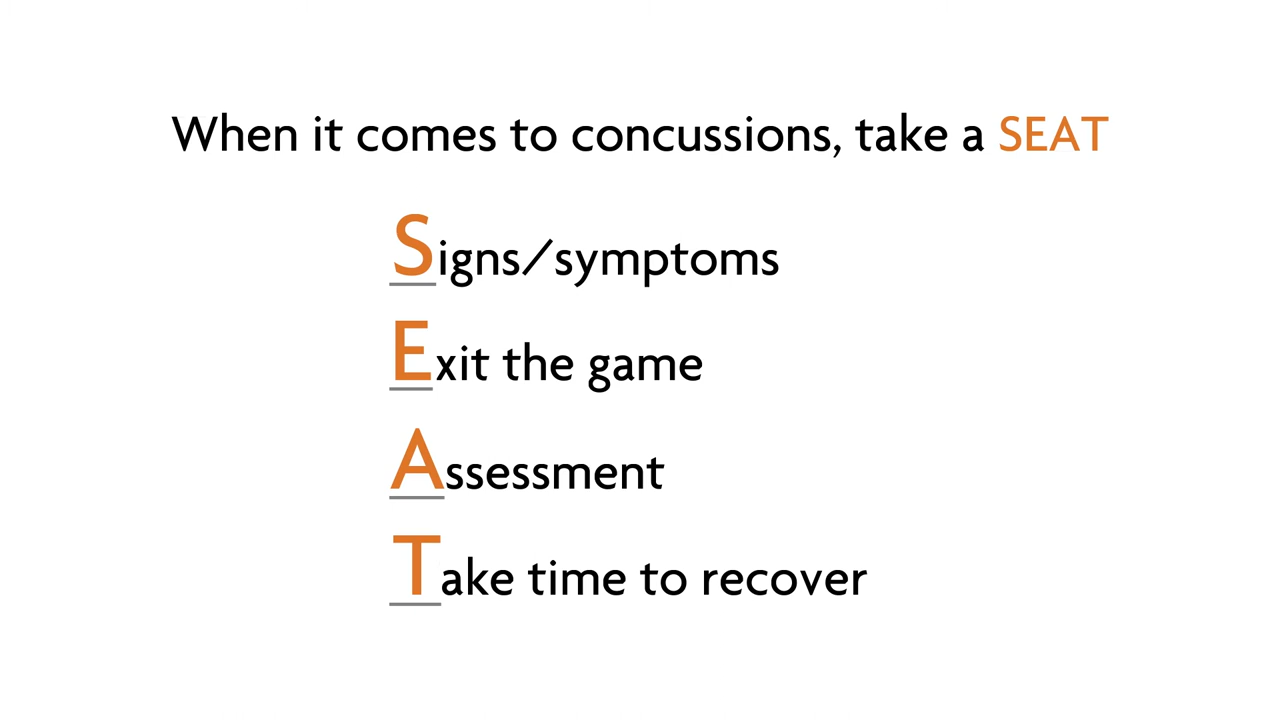 When it comes to concussions, take a SEAT
Signs/symptoms
Exit the game
Assessment
Take time to recover